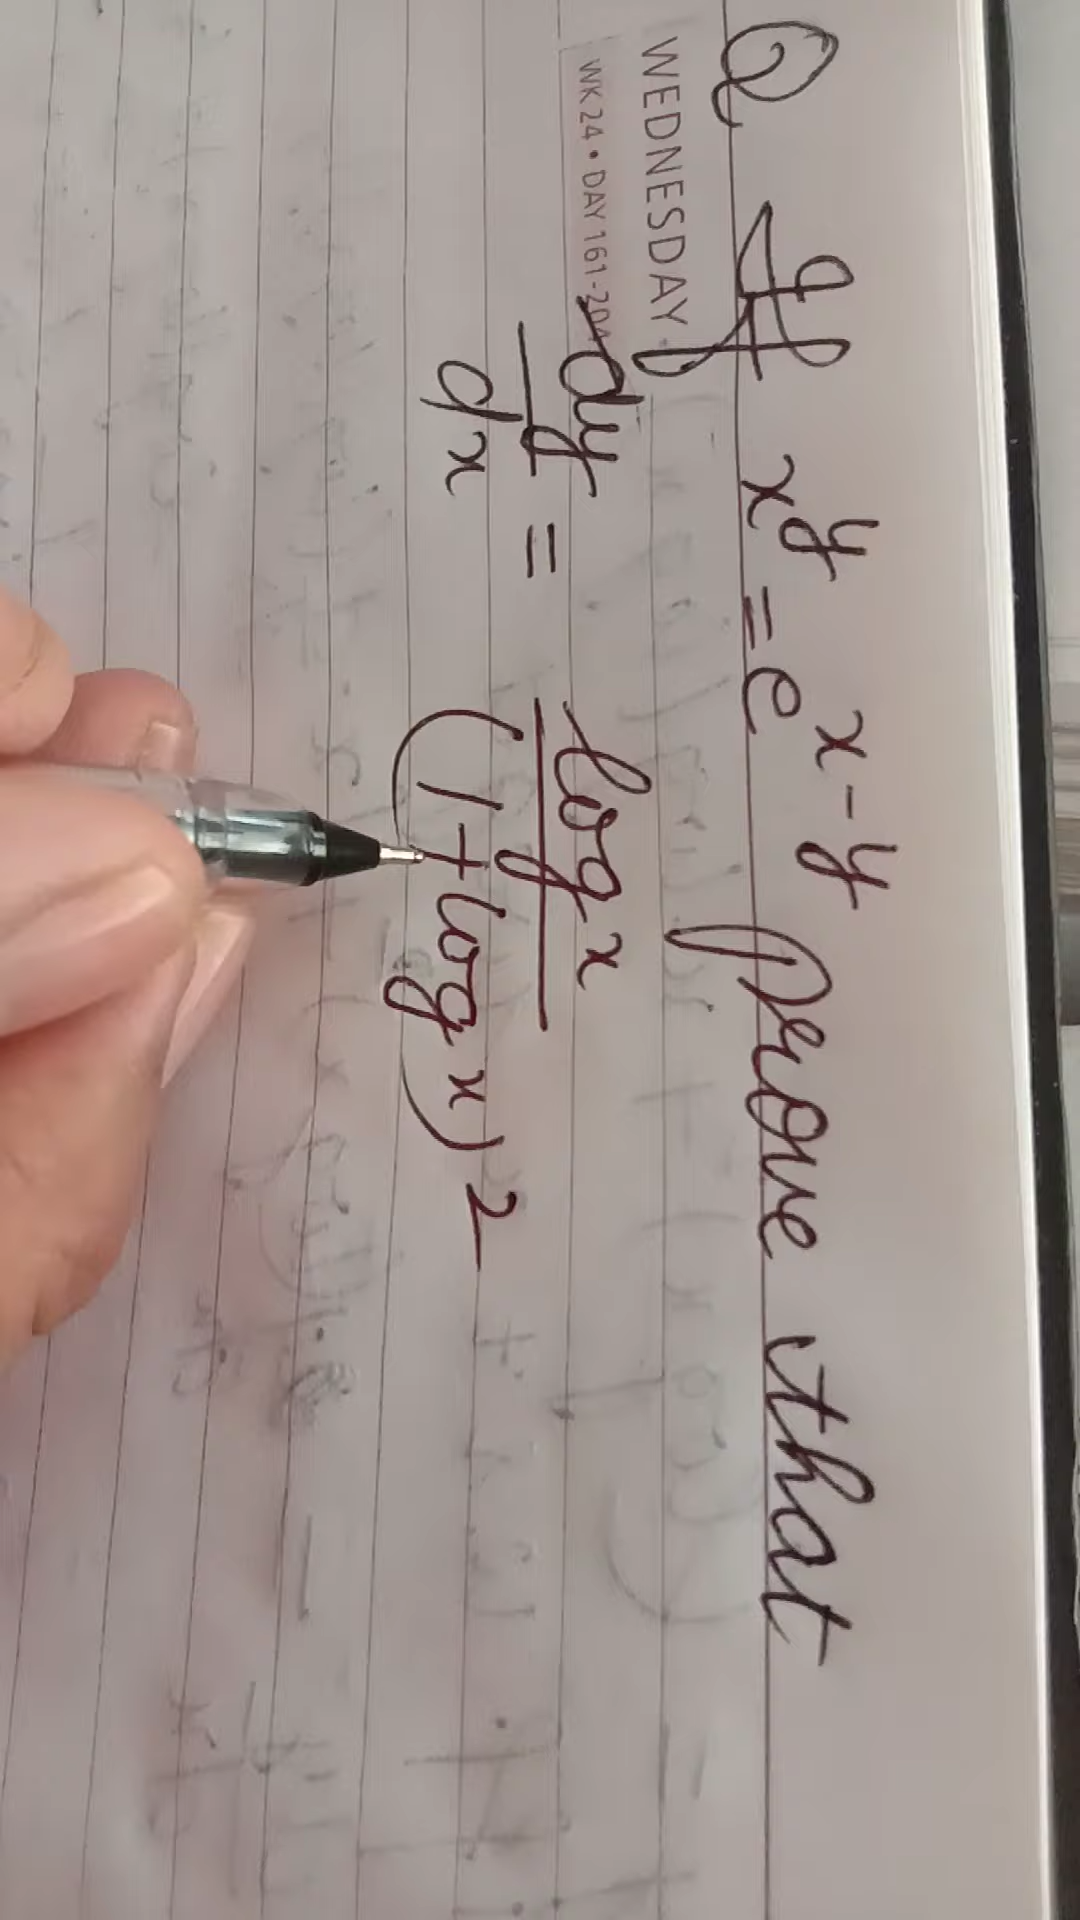 Q If x^y = e^{x-y} prove that
WEDNESDAY
WK 24 • DAY 161-204
dy/dx = log x/(1+log x)^2